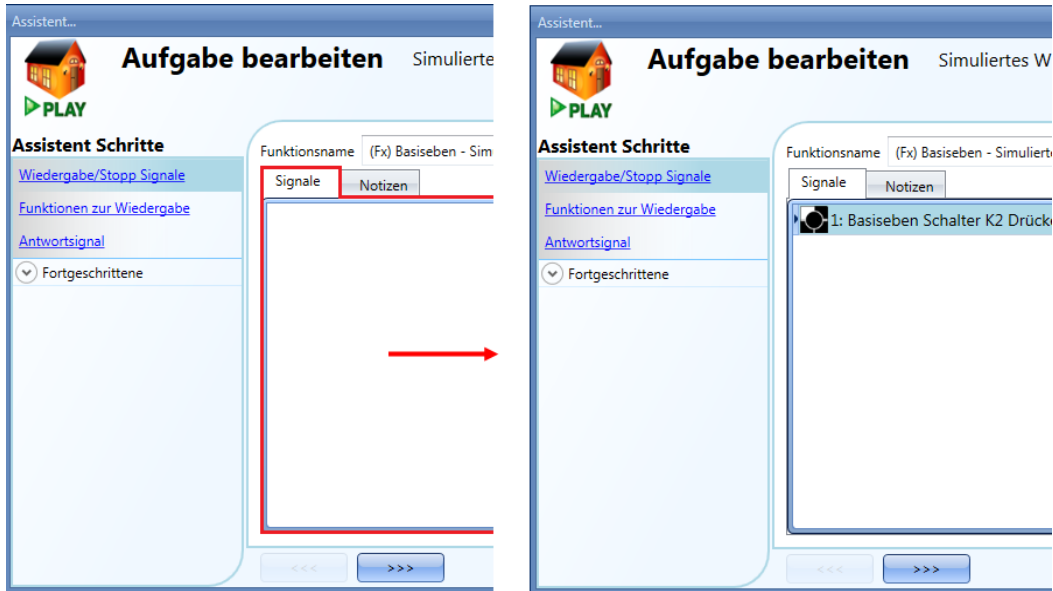 Assistent...
Aufgabe bearbeiten Simulierte
PLAY
Assistent Schritte
Wiedergabe/Stopp Signale
Funktionen zur Wiedergabe
Antwortsignal
Fortgeschrittene
Funktionsname (Fx) Basiseben - Sim
Signale Notizen
<<< >>>
Assistent...
Aufgabe bearbeiten Simuliertes W
PLAY
Assistent Schritte
Wiedergabe/Stopp Signale
Funktionen zur Wiedergabe
Antwortsignal
Fortgeschrittene
Funktionsname (Fx) Basiseben - Simulierte
Signale Notizen
1: Basiseben Schalter K2 Drücke
<<< >>>